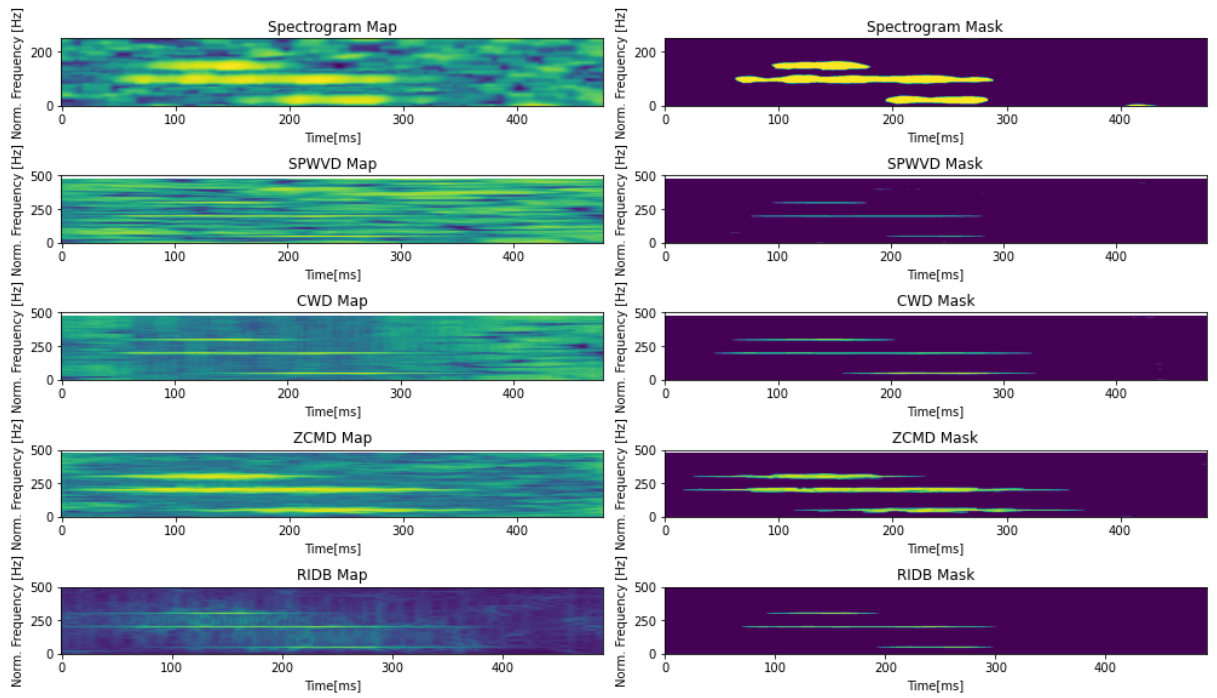 Spectrogram Map
Norm. Frequency [Hz]
200
0
0 100 200 300 400
Time[ms]
Spectrogram Mask
Norm. Frequency [Hz]
200
0
0 100 200 300 400
Time[ms]
SPWVD Map
Norm. Frequency [Hz]
500
250
0
0 100 200 300 400
Time[ms]
SPWVD Mask
Norm. Frequency [Hz]
500
250
0
0 100 200 300 400
Time[ms]
CWD Map
Norm. Frequency [Hz]
500
250
0
0 100 200 300 400
Time[ms]
CWD Mask
Norm. Frequency [Hz]
500
250
0
0 100 200 300 400
Time[ms]
ZCMD Map
Norm. Frequency [Hz]
500
250
0
0 100 200 300 400
Time[ms]
ZCMD Mask
Norm. Frequency [Hz]
500
250
0
0 100 200 300 400
Time[ms]
RIDB Map
Norm. Frequency [Hz]
500
250
0
0 100 200 300 400
Time[ms]
RIDB Mask
Norm. Frequency [Hz]
500
250
0
0 100 200 300 400
Time[ms]